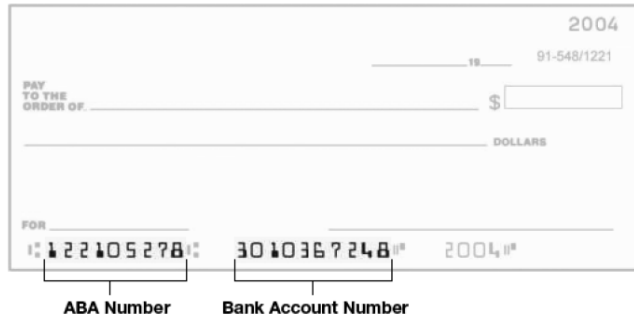 2004
19 91-548/1221
PAY
TO THE
ORDER OF $
DOLLARS
FOR
⑆122105278⑆ 3010367248⑈ 2004⑈
ABA Number Bank Account Number